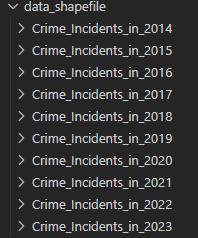 data_shapefile
Crime_Incidents_in_2014
Crime_Incidents_in_2015
Crime_Incidents_in_2016
Crime_Incidents_in_2017
Crime_Incidents_in_2018
Crime_Incidents_in_2019
Crime_Incidents_in_2020
Crime_Incidents_in_2021
Crime_Incidents_in_2022
Crime_Incidents_in_2023